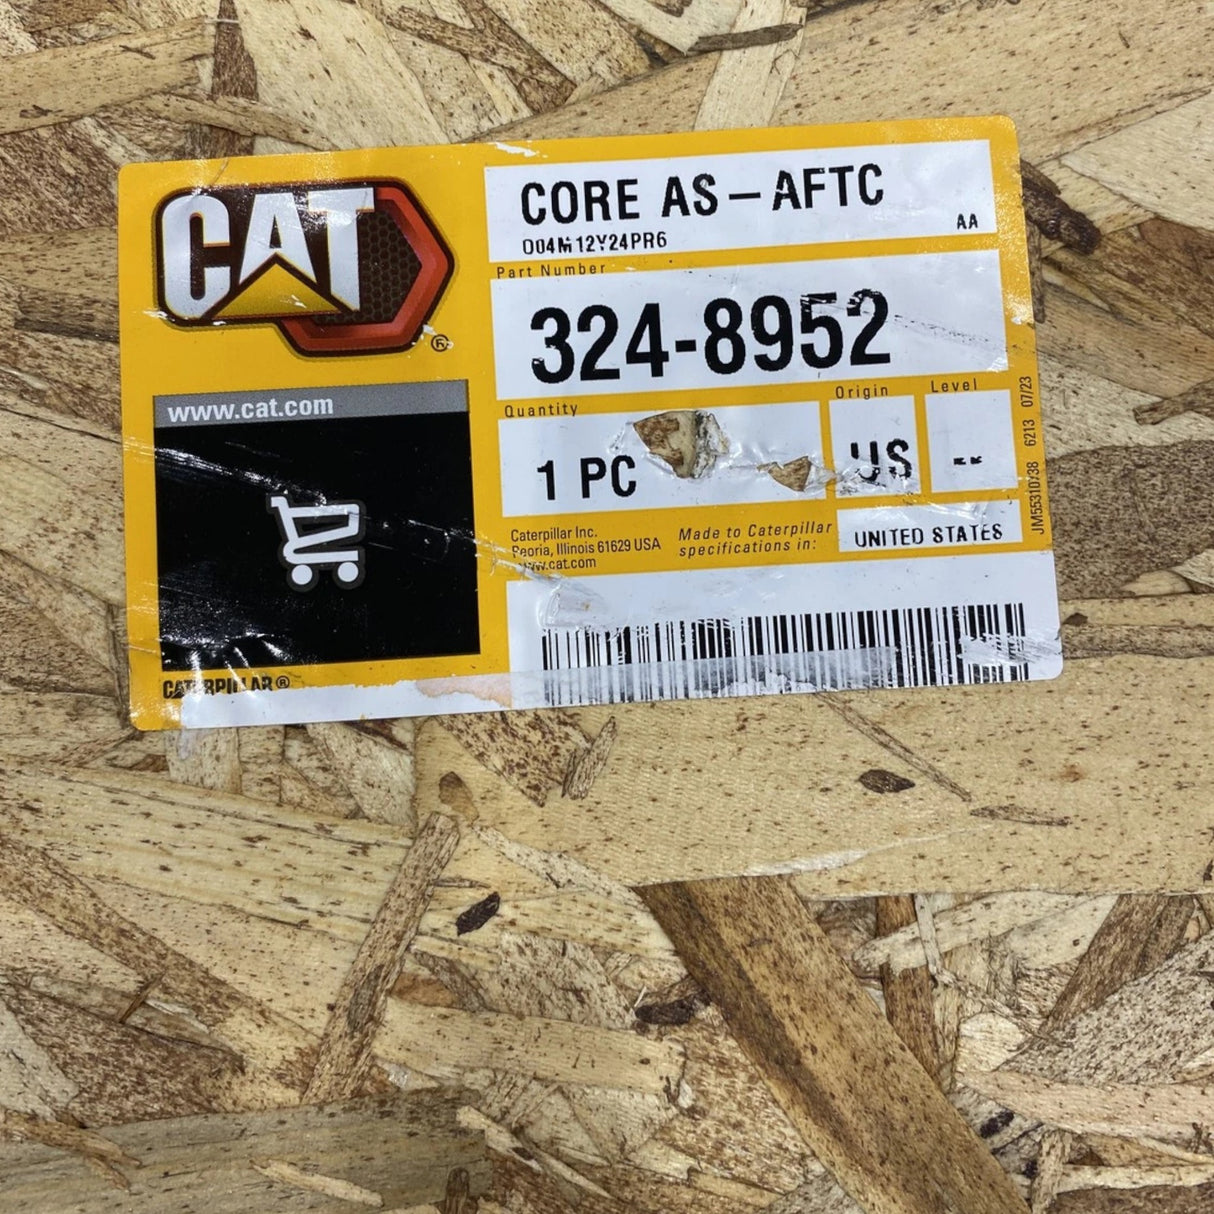 CAT
®
CORE AS-AFTC
D04M12Y24PR6
AA
Part Number
324-8952
www.cat.com
Quantity
1 PC
Origin
US
Level
--
Caterpillar Inc.
Peoria, Illinois 61629 USA
www.cat.com
Made to Caterpillar
specifications in:
UNITED STATES
CATERPILLAR®
JM55310738 6213 07/23